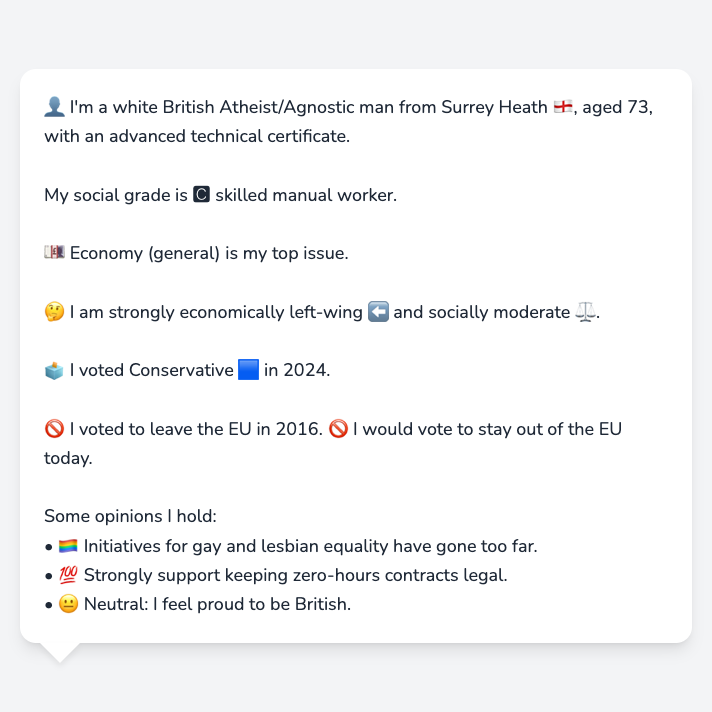 👤 I'm a white British Atheist/Agnostic man from Surrey Heath 🏴󠁧󠁢󠁥󠁮󠁧󠁿, aged 73,
with an advanced technical certificate.
My social grade is 🅲 skilled manual worker.
💷 Economy (general) is my top issue.
🤔 I am strongly economically left-wing ⬅️ and socially moderate ⚖️.
🗳️ I voted Conservative 🟦 in 2024.
🚫 I voted to leave the EU in 2016. 🚫 I would vote to stay out of the EU
today.
Some opinions I hold:
• 🏳️‍🌈 Initiatives for gay and lesbian equality have gone too far.
• 💯 Strongly support keeping zero-hours contracts legal.
• 😐 Neutral: I feel proud to be British.